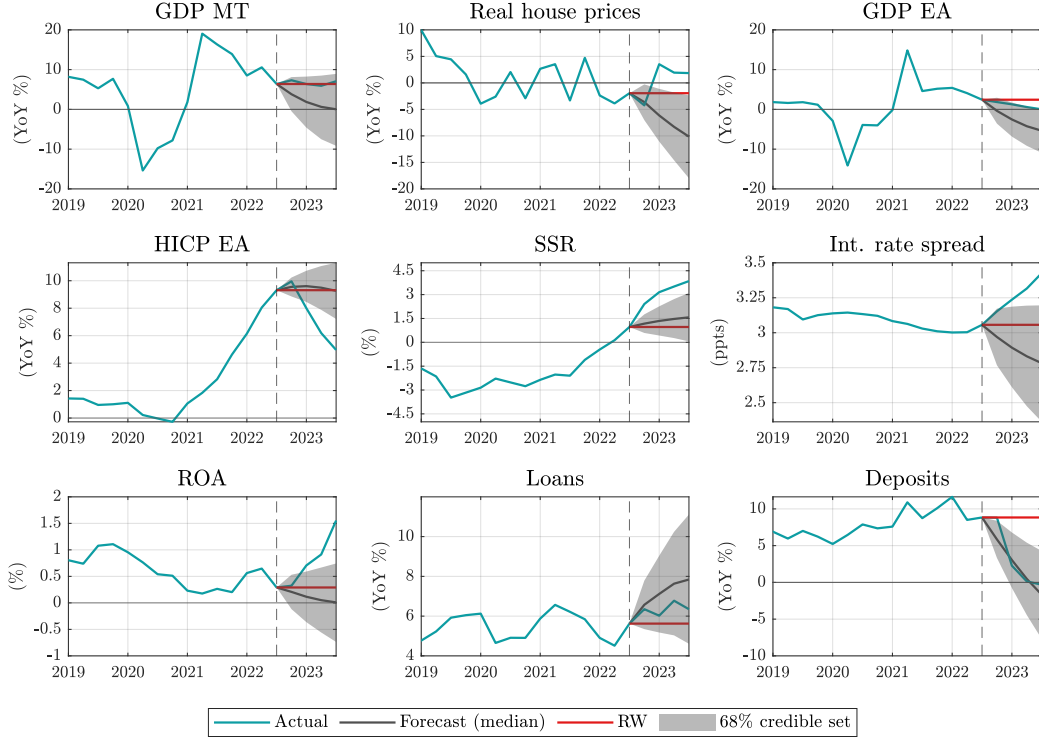 GDP MT
(YoY %)
20
10
0
-10
-20
2019 2020 2021 2022 2023
Real house prices
(YoY %)
10
5
0
-5
-10
-15
-20
2019 2020 2021 2022 2023
GDP EA
(YoY %)
20
10
0
-10
-20
2019 2020 2021 2022 2023
HICP EA
(YoY %)
10
8
6
4
2
0
2019 2020 2021 2022 2023
SSR
(%)
4.5
3
1.5
0
-1.5
-3
-4.5
2019 2020 2021 2022 2023
Int. rate spread
(ppts)
3.5
3.25
3
2.75
2.5
2019 2020 2021 2022 2023
ROA
(%)
2
1.5
1
0.5
0
-0.5
-1
2019 2020 2021 2022 2023
Loans
(YoY %)
12
10
8
6
4
2019 2020 2021 2022 2023
Deposits
(YoY %)
10
5
0
-5
-10
2019 2020 2021 2022 2023
Actual Forecast (median) RW 68% credible set